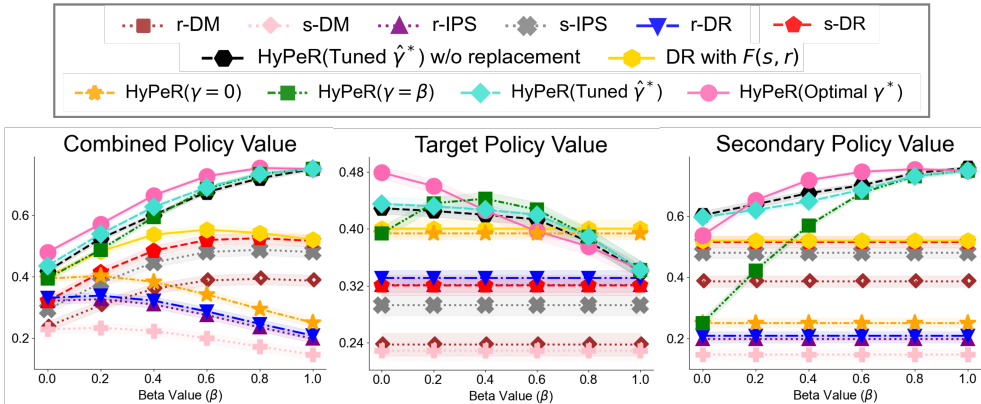 r-DM s-DM r-IPS s-IPS r-DR s-DR
HyPeR(Tuned γ̂*) w/o replacement DR with F(s, r)
HyPeR(γ = 0) HyPeR(γ = β) HyPeR(Tuned γ̂*) HyPeR(Optimal γ*)
Combined Policy Value Target Policy Value Secondary Policy Value
0.6
0.4
0.2
0.0 0.2 0.4 0.6 0.8 1.0
Beta Value (β)
0.48
0.40
0.32
0.24
0.0 0.2 0.4 0.6 0.8 1.0
Beta Value (β)
0.6
0.4
0.2
0.0 0.2 0.4 0.6 0.8 1.0
Beta Value (β)